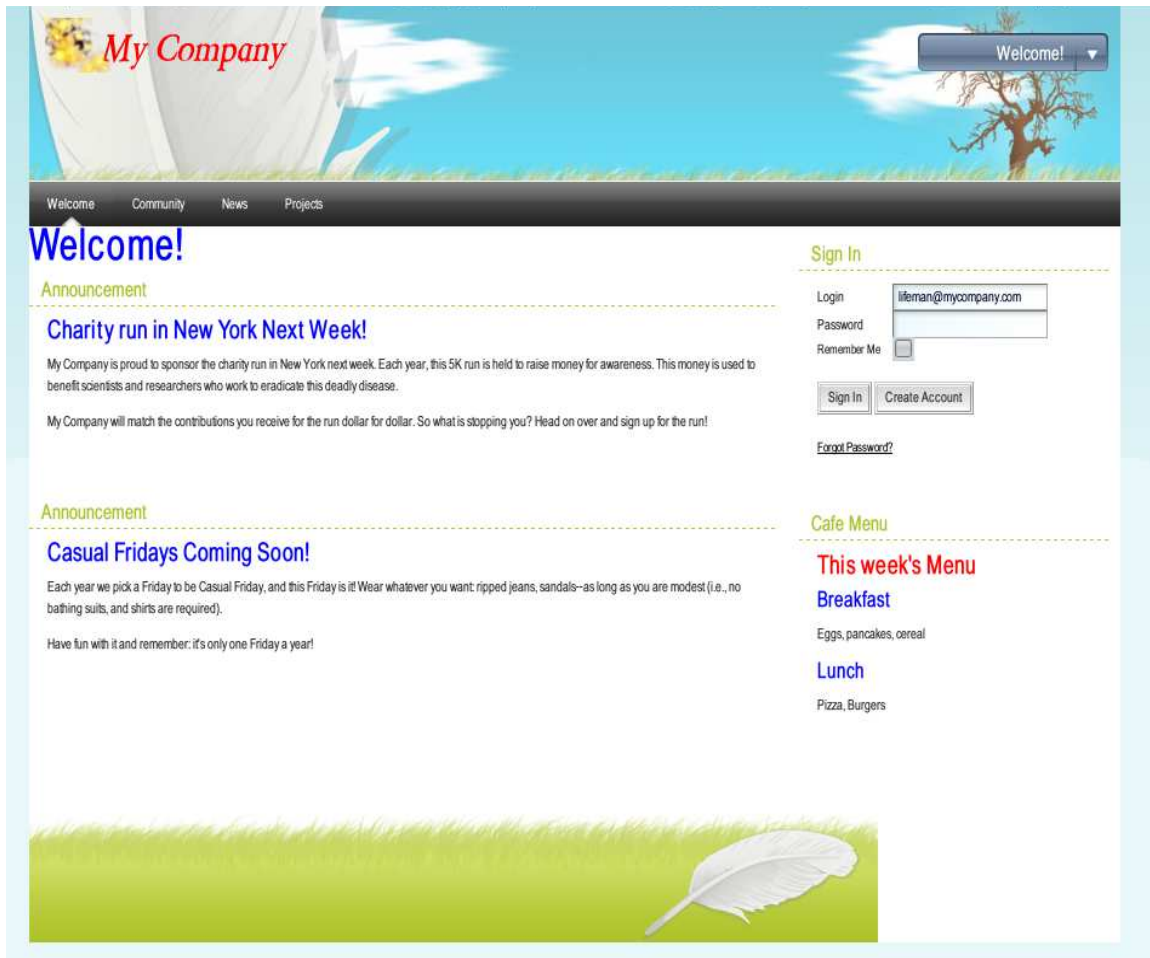 My Company
Welcome!
Welcome
Community
News
Projects
Welcome!
Announcement
Charity run in New York Next Week!
My Company is proud to sponsor the charity run in New York next week. Each year, this 5K run is held to raise money for awareness. This money is used to
benefit scientists and researchers who work to eradicate this deadly disease.
My Company will match the contributions you receive for the run dollar for dollar. So what is stopping you? Head on over and sign up for the run!
Announcement
Casual Fridays Coming Soon!
Each year we pick a Friday to be Casual Friday, and this Friday is it! Wear whatever you want: ripped jeans, sandals--as long as you are modest (i.e., no
bathing suits, and shirts are required).
Have fun with it and remember: it's only one Friday a year!
Sign In
Login
lifeman@mycompany.com
Password
Remember Me
Sign In
Create Account
Forgot Password?
Cafe Menu
This week's Menu
Breakfast
Eggs, pancakes, cereal
Lunch
Pizza, Burgers